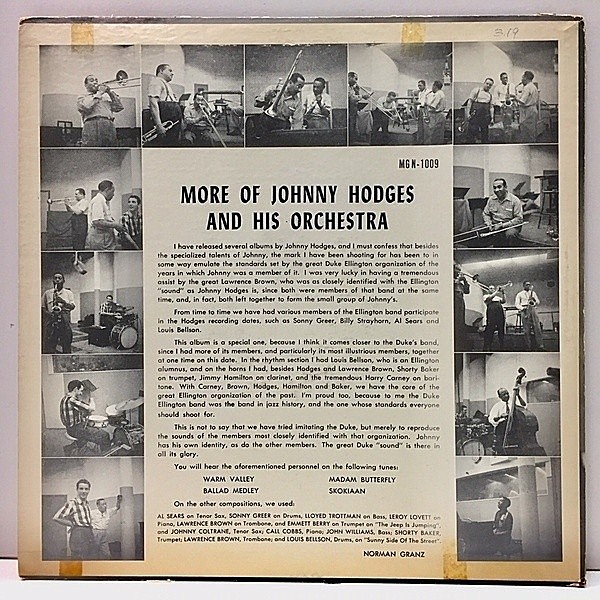 3.19
MGN-1009
MORE OF JOHNNY HODGES
AND HIS ORCHESTRA
I have released several albums by Johnny Hodges, and I must confess that besides
the specialized talents of Johnny, the mark I have been shooting for has been to in
some way emulate the standards set by the great Duke Ellington organization of the
years in which Johnny was a member of it. I was very lucky in having a tremendous
assist by the great Lawrence Brown, who was as closely identified with the Ellington
"sound" as Johnny Hodges is, since both were members of that band at the same
time, and, in fact, both left together to form the small group of Johnny's.
From time to time we have had various members of the Ellington band participate
in the Hodges recording dates, such as Sonny Greer, Billy Strayhorn, Al Sears and
Louis Bellson.
This album is a special one, because I think it comes closer to the Duke's band,
since I had more of its members, and particularly its most illustrious members, together
at one time on this date. In the rhythm section I had Louis Bellson, who is an Ellington
alumnus, and on the horns I had, besides Hodges and Lawrence Brown, Shorty Baker
on trumpet, Jimmy Hamilton on clarinet, and the tremendous Harry Carney on bari-
tone. With Carney, Brown, Hodges, Hamilton and Baker, we have the core of the
great Ellington organization of the past. I'm proud too, because to me the Duke
Ellington band was the band in jazz history, and the one whose standards everyone
should shoot for.
This is not to say that we have tried imitating the Duke, but merely to reproduce
the sounds of the members most closely identified with that organization. Johnny
has his own identity, as do the other members. The great Duke "sound" is there in
all its glory.
You will hear the aforementioned personnel on the following tunes:
WARM VALLEY MADAM BUTTERFLY
BALLAD MEDLEY SKOKIAAN
On the other compositions, we used:
AL SEARS on Tenor Sax, SONNY GREER on Drums, LLOYED TROTTMAN on Bass, LEROY LOVETT on
Piano, LAWRENCE BROWN on Trombone, and EMMETT BERRY on Trumpet on "The Jeep Is Jumping",
and JOHNNY COLTRANE, Tenor Sax; CALL COBBS, Piano; JOHN WILLIAMS, Bass; SHORTY BAKER,
Trumpet; LAWRENCE BROWN, Trombone; and LOUIS BELLSON, Drums, on "Sunny Side Of The Street".
NORMAN GRANZ